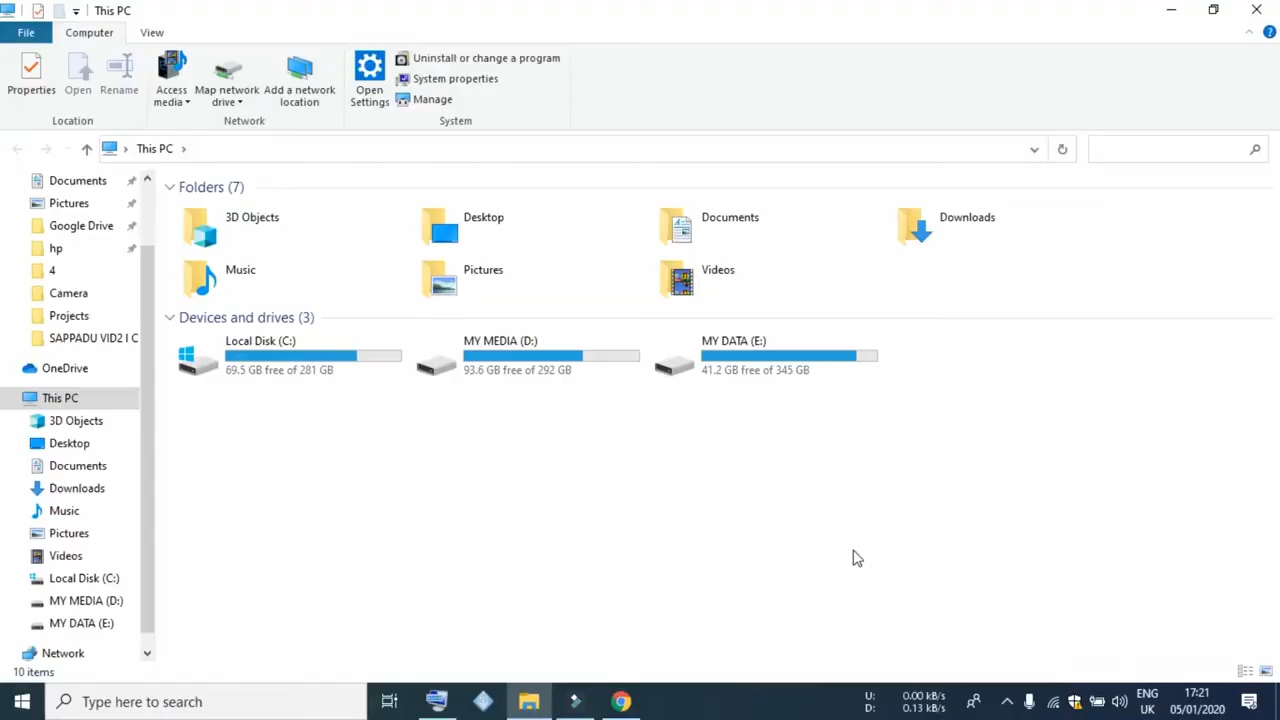 This PC
File
Computer
View
Properties
Open
Rename
Access media
Map network drive
Add a network location
Open Settings
Uninstall or change a program
System properties
Manage
Location
Network
System
This PC
Documents
Pictures
Google Drive
hp
4
Camera
Projects
SAPPADU VID2 I C
OneDrive
This PC
3D Objects
Desktop
Documents
Downloads
Music
Pictures
Videos
Local Disk (C:)
MY MEDIA (D:)
MY DATA (E:)
Network
Folders (7)
3D Objects
Desktop
Documents
Downloads
Music
Pictures
Videos
Devices and drives (3)
Local Disk (C:)
69.5 GB free of 281 GB
MY MEDIA (D:)
93.6 GB free of 292 GB
MY DATA (E:)
41.2 GB free of 345 GB
10 items
Type here to search
U: 0.00 kB/s
D: 0.13 kB/s
ENG
UK
17:21
05/01/2020